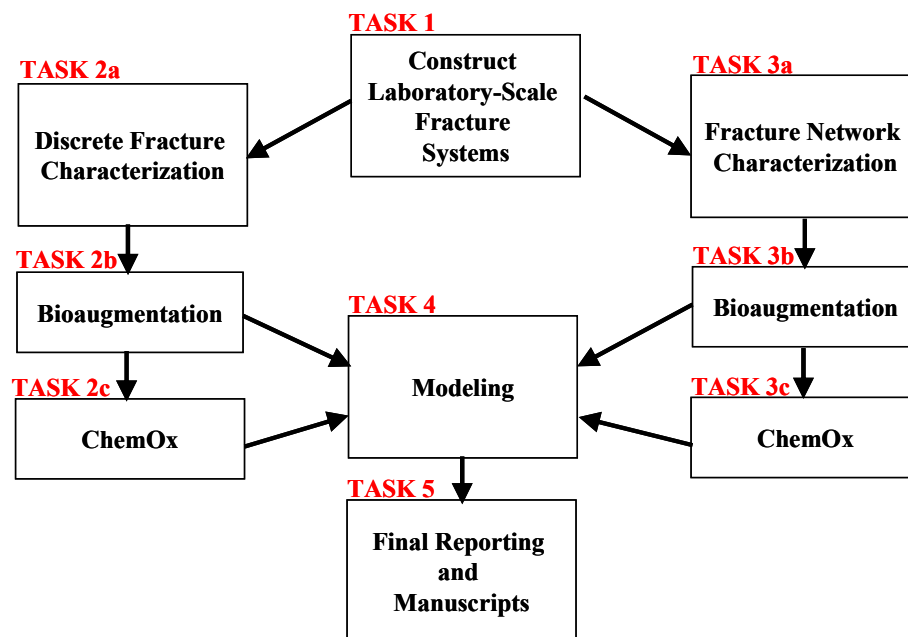 TASK 1
Construct
Laboratory-Scale
Fracture
Systems
TASK 2a
Discrete Fracture
Characterization
TASK 3a
Fracture Network
Characterization
TASK 2b
Bioaugmentation
TASK 3b
Bioaugmentation
TASK 4
Modeling
TASK 2c
ChemOx
TASK 3c
ChemOx
TASK 5
Final Reporting
and
Manuscripts